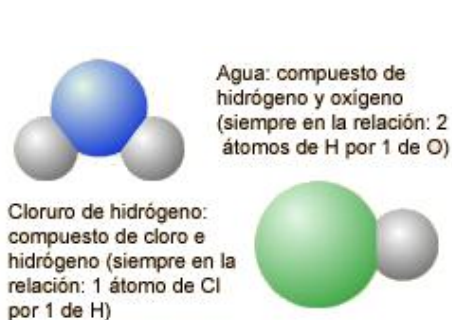 Agua: compuesto de
hidrógeno y oxígeno
(siempre en la relación: 2
átomos de H por 1 de O)
Cloruro de hidrógeno:
compuesto de cloro e
hidrógeno (siempre en la
relación: 1 átomo de Cl
por 1 de H)